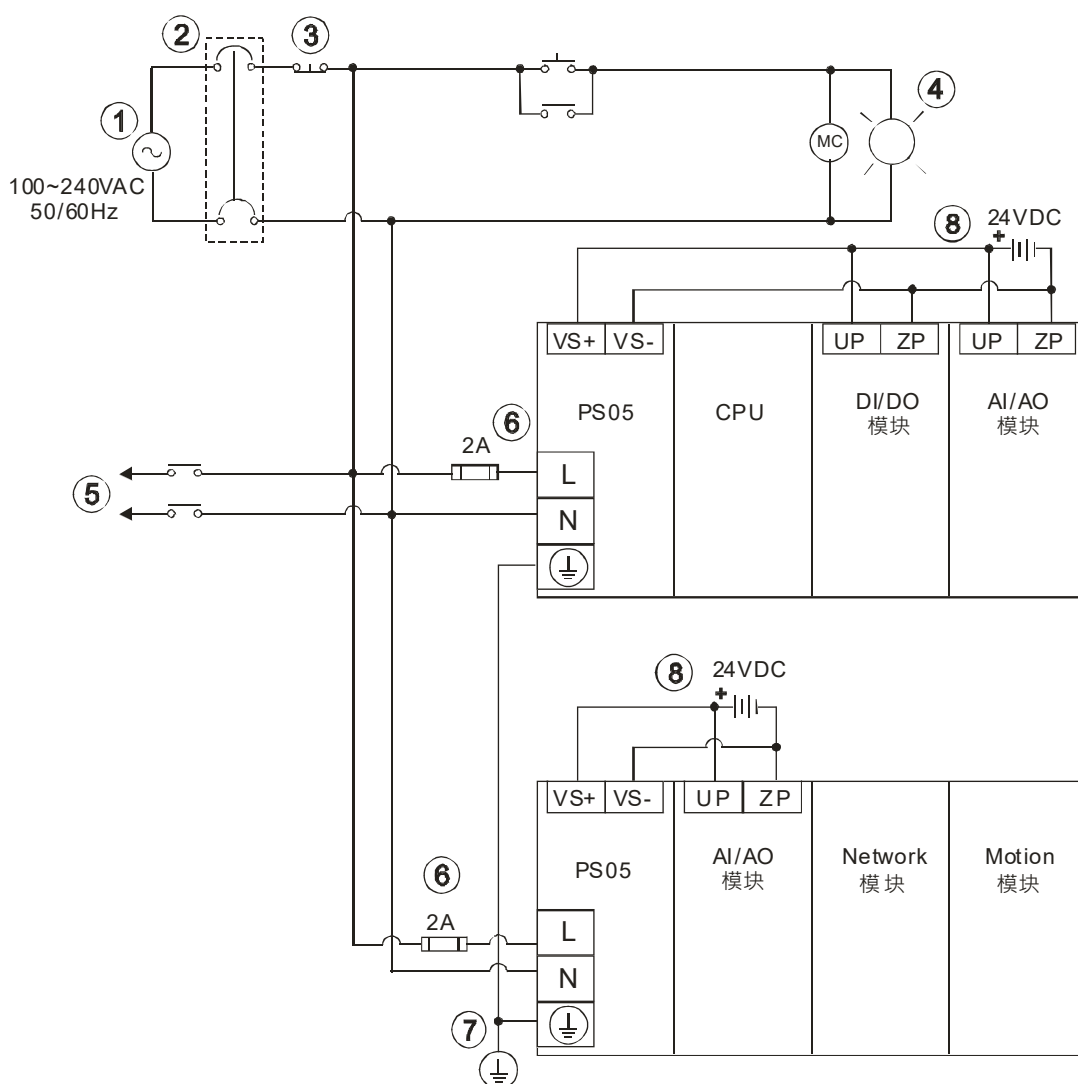 ②
③
①
④
MC
100~240VAC
50/60Hz
⑧
24VDC
+
VS+ VS- UP ZP UP ZP
PS05
CPU
DI/DO
模块
AI/AO
模块
⑥
2A
L
⑤
N
⑧
24VDC
+
VS+ VS- UP ZP
PS05
AI/AO
模块
Network
模块
Motion
模块
⑥
2A
L
N
⑦